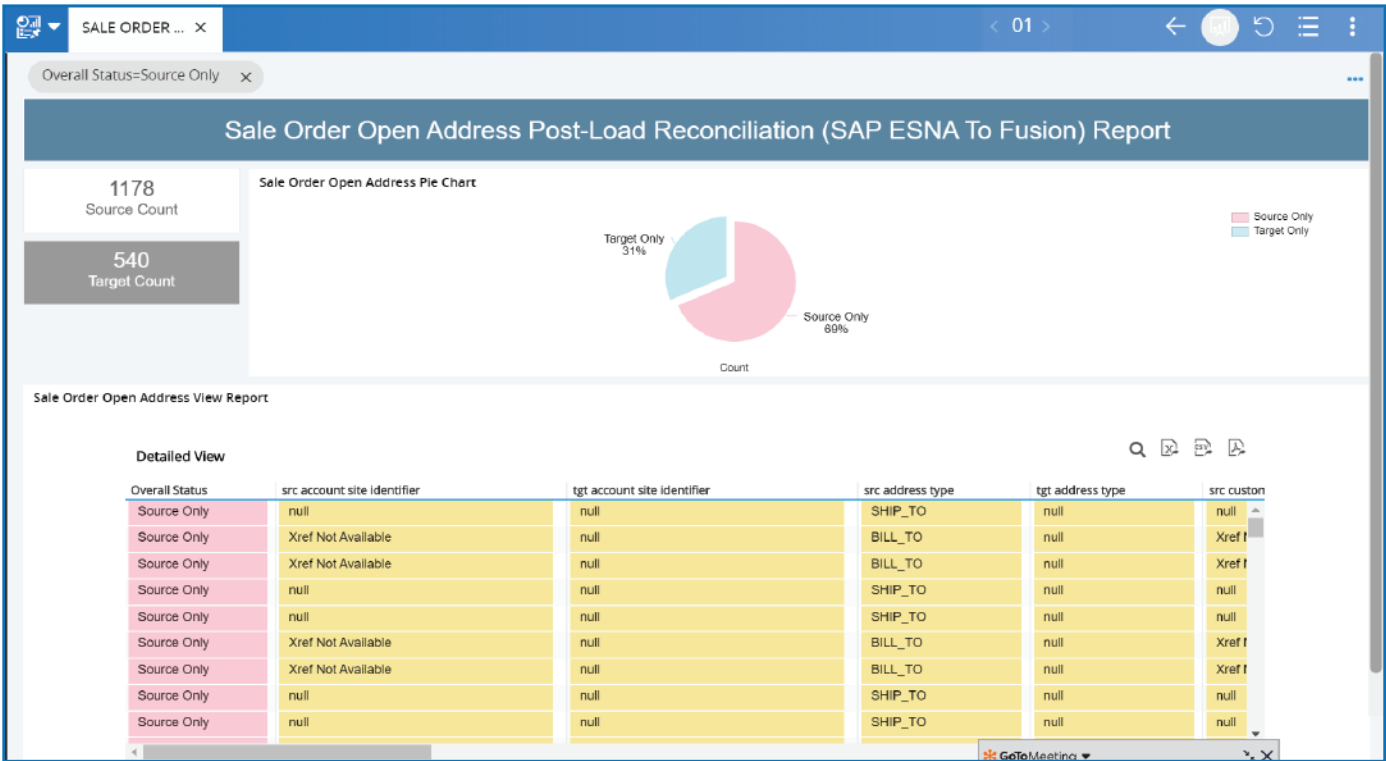 SALE ORDER ... X
< 01 >
Overall Status=Source Only X
Sale Order Open Address Post-Load Reconciliation (SAP ESNA To Fusion) Report
1178
Source Count
540
Target Count
Sale Order Open Address Pie Chart
Target Only
31%
Source Only
69%
Count
Source Only
Target Only
Sale Order Open Address View Report
Detailed View
Overall Status src account site identifier tgt account site identifier src address type tgt address type src custon
Source Only null null SHIP_TO null null
Source Only Xref Not Available null BILL_TO null Xref
Source Only Xref Not Available null BILL_TO null Xref
Source Only null null SHIP_TO null null
Source Only null null SHIP_TO null null
Source Only Xref Not Available null BILL_TO null Xref
Source Only Xref Not Available null BILL_TO null Xref
Source Only null null SHIP_TO null null
Source Only null null SHIP_TO null null
GoToMeeting